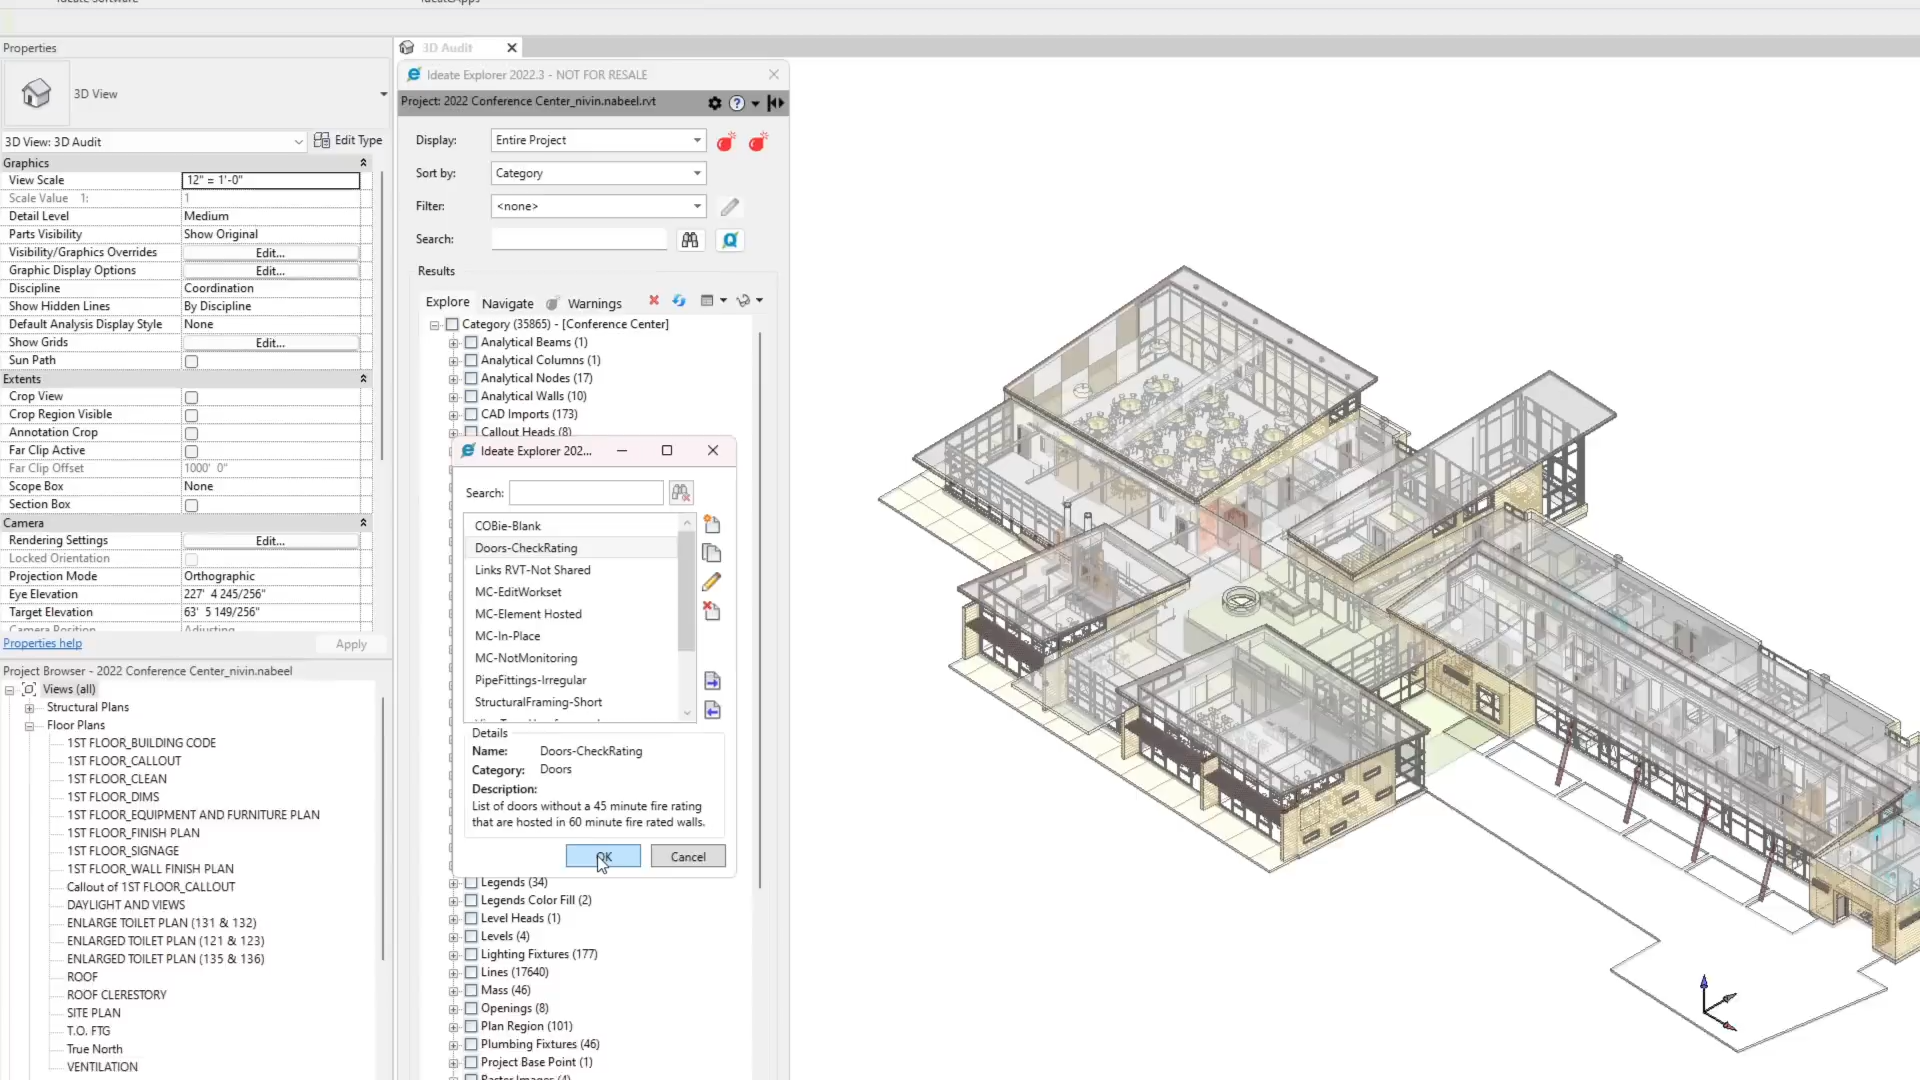 Ideate Software
IdeateApps
Properties
3D View
3D View: 3D Audit
Edit Type
Graphics
View Scale
12" = 1'-0"
Scale Value 1:
1
Detail Level
Medium
Parts Visibility
Show Original
Visibility/Graphics Overrides
Edit...
Graphic Display Options
Edit...
Discipline
Coordination
Show Hidden Lines
By Discipline
Default Analysis Display Style
None
Show Grids
Edit...
Sun Path
Extents
Crop View
Crop Region Visible
Annotation Crop
Far Clip Active
Far Clip Offset
1000' 0"
Scope Box
None
Section Box
Camera
Rendering Settings
Edit...
Locked Orientation
Projection Mode
Orthographic
Eye Elevation
227' 4 245/256"
Target Elevation
63' 5 149/256"
Camera Position
Adjusting
Properties help
Apply
Project Browser - 2022 Conference Center_nivin.nabeel
Views (all)
Structural Plans
Floor Plans
1ST FLOOR_BUILDING CODE
1ST FLOOR_CALLOUT
1ST FLOOR_CLEAN
1ST FLOOR_DIMS
1ST FLOOR_EQUIPMENT AND FURNITURE PLAN
1ST FLOOR_FINISH PLAN
1ST FLOOR_SIGNAGE
1ST FLOOR_WALL FINISH PLAN
Callout of 1ST FLOOR_CALLOUT
DAYLIGHT AND VIEWS
ENLARGE TOILET PLAN (131 & 132)
ENLARGED TOILET PLAN (121 & 123)
ENLARGED TOILET PLAN (135 & 136)
ROOF
ROOF CLERESTORY
SITE PLAN
T.O. FTG
True North
VENTILATION
3D Audit
Ideate Explorer 2022.3 - NOT FOR RESALE
Project: 2022 Conference Center_nivin.nabeel.rvt
Display:
Entire Project
Sort by:
Category
Filter:
<none>
Search:
Results
Explore
Navigate
Warnings
Category (35865) - [Conference Center]
Analytical Beams (1)
Analytical Columns (1)
Analytical Nodes (17)
Analytical Walls (10)
CAD Imports (173)
Callout Heads (8)
Ideate Explorer 202...
Search:
COBie-Blank
Doors-CheckRating
Links RVT-Not Shared
MC-EditWorkset
MC-Element Hosted
MC-In-Place
MC-NotMonitoring
PipeFittings-Irregular
StructuralFraming-Short
Details
Name:
Doors-CheckRating
Category:
Doors
Description:
List of doors without a 45 minute fire rating
that are hosted in 60 minute fire rated walls.
OK
Cancel
Legends (34)
Legends Color Fill (2)
Level Heads (1)
Levels (4)
Lighting Fixtures (177)
Lines (17640)
Mass (46)
Openings (8)
Plan Region (101)
Plumbing Fixtures (46)
Project Base Point (1)
Raster Images (4)